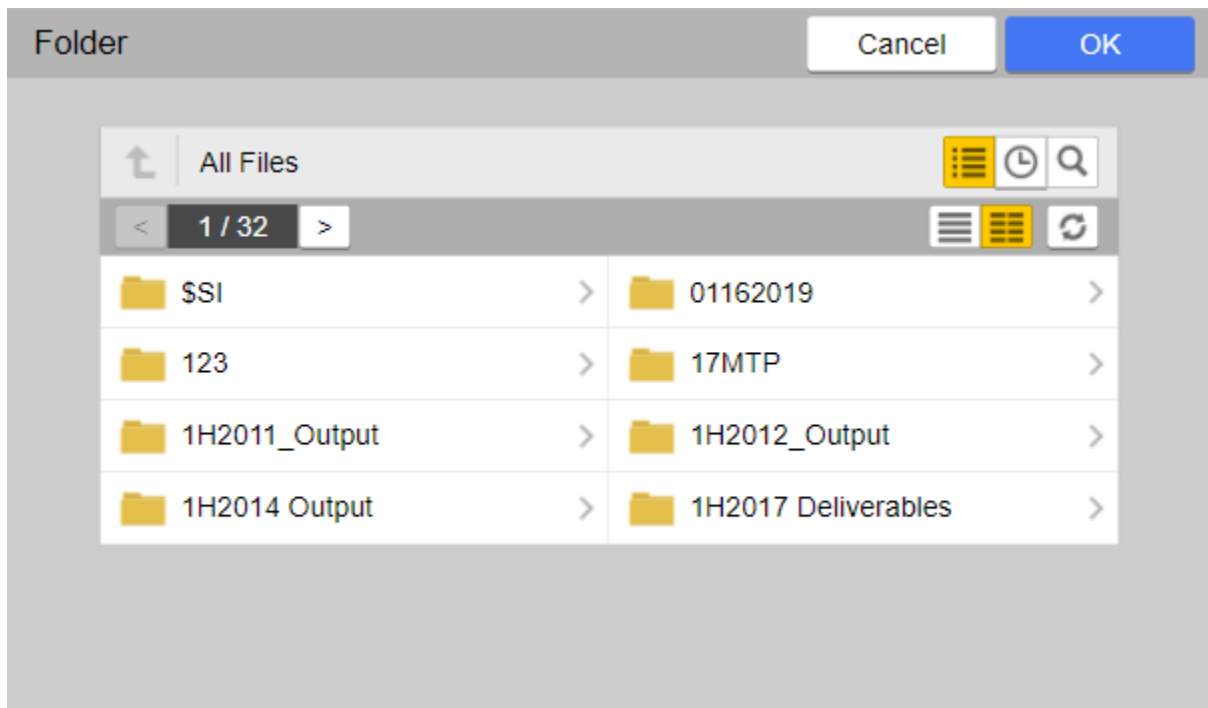 Folder Cancel OK
All Files
< 1 / 32 >
$SI 01162019
123 17MTP
1H2011_Output 1H2012_Output
1H2014 Output 1H2017 Deliverables